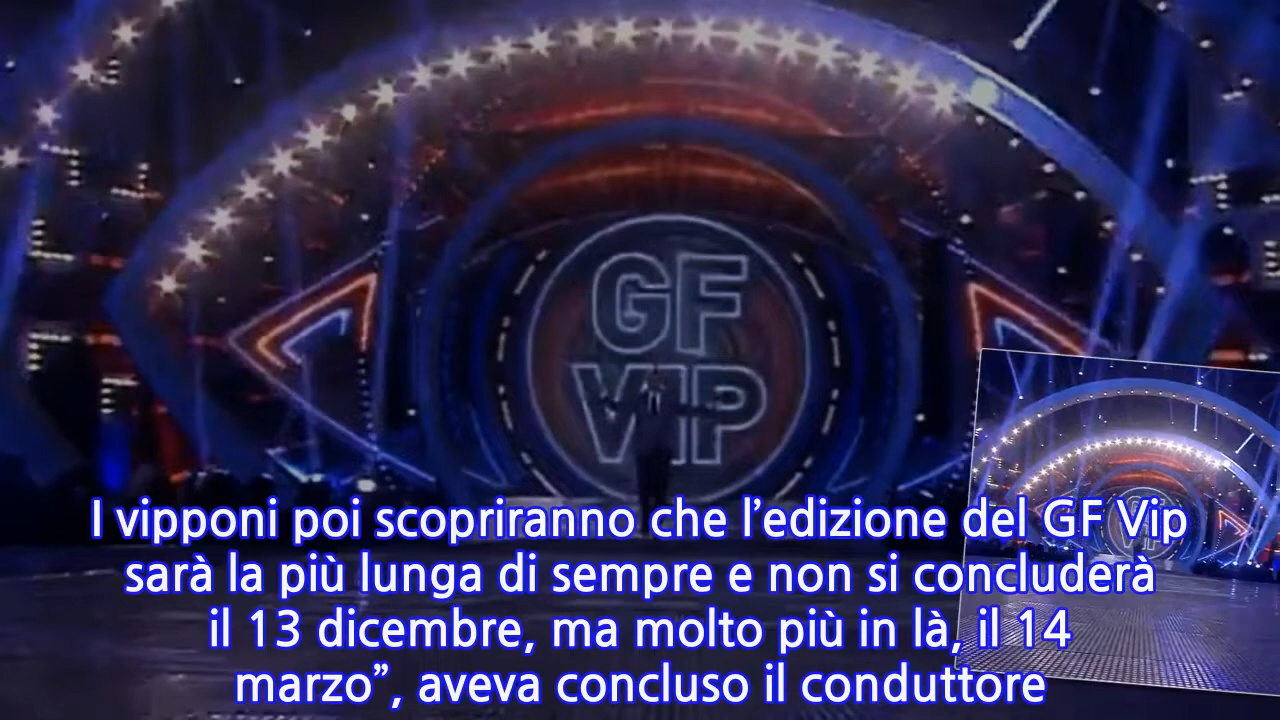 GF
VIP
I vipponi poi scopriranno che l’edizione del GF Vip
sarà la più lunga di sempre e non si concluderà
il 13 dicembre, ma molto più in là, il 14
marzo”, aveva concluso il conduttore